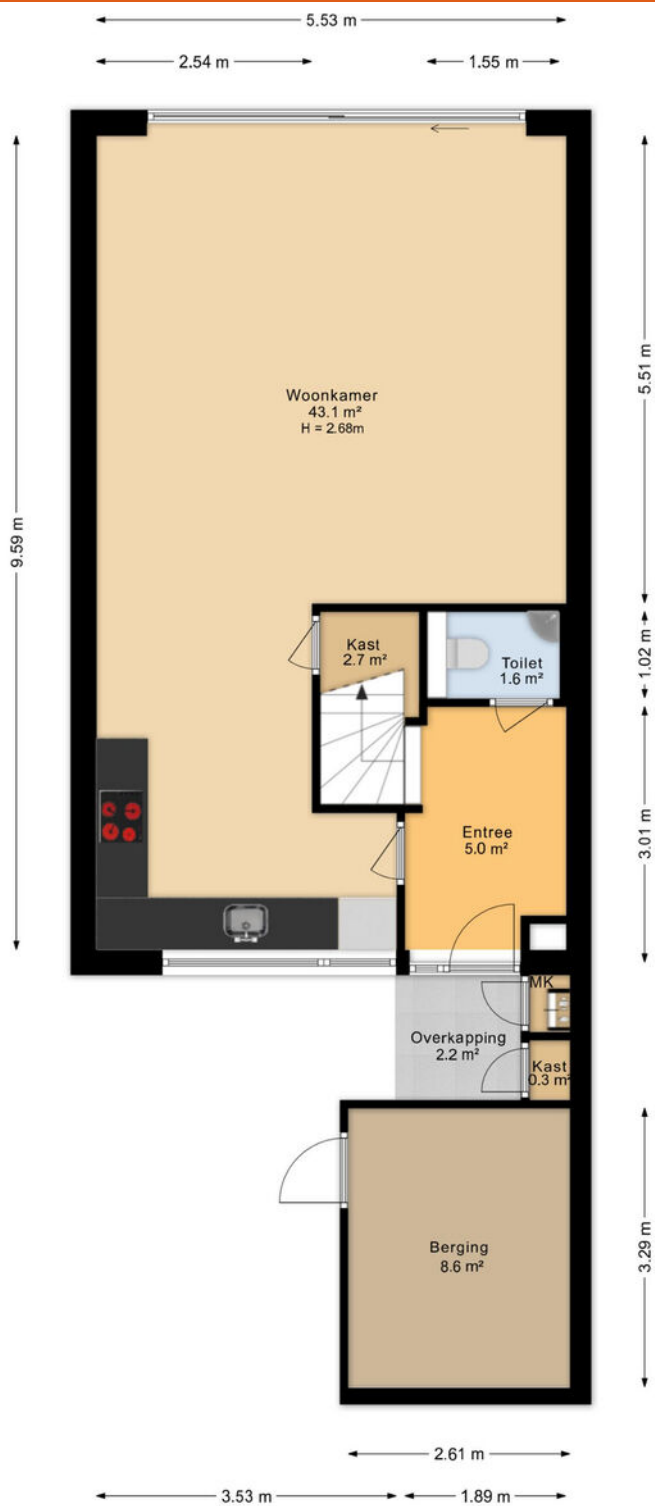 5.53 m
2.54 m
1.55 m
5.51 m
Woonkamer
43.1 m²
H = 2.68m
9.59 m
Kast
2.7 m²
Toilet
1.6 m²
1.02 m
Entree
5.0 m²
3.01 m
MK
Overkapping
2.2 m²
Kast
0.3 m²
Berging
8.6 m²
3.29 m
2.61 m
3.53 m
1.89 m